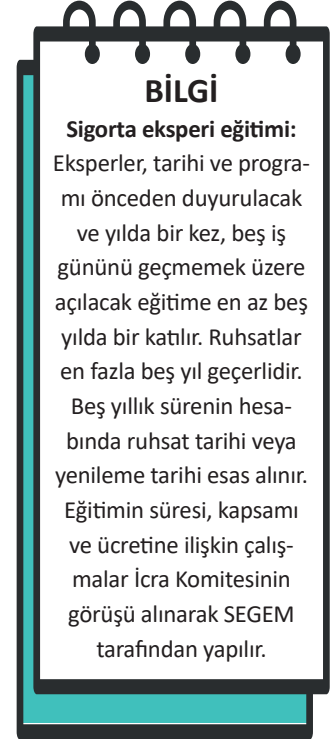 BİLGİ
Sigorta eksperi eğitimi:
Eksperler, tarihi ve progra-
mı önceden duyurulacak
ve yılda bir kez, beş iş
gününü geçmemek üzere
açılacak eğitime en az beş
yılda bir katılır. Ruhsatlar
en fazla beş yıl geçerlidir.
Beş yıllık sürenin hesa-
bında ruhsat tarihi veya
yenileme tarihi esas alınır.
Eğitimin süresi, kapsamı
ve ücretine ilişkin çalış-
malar İcra Komitesinin
görüşü alınarak SEGEM
tarafından yapılır.